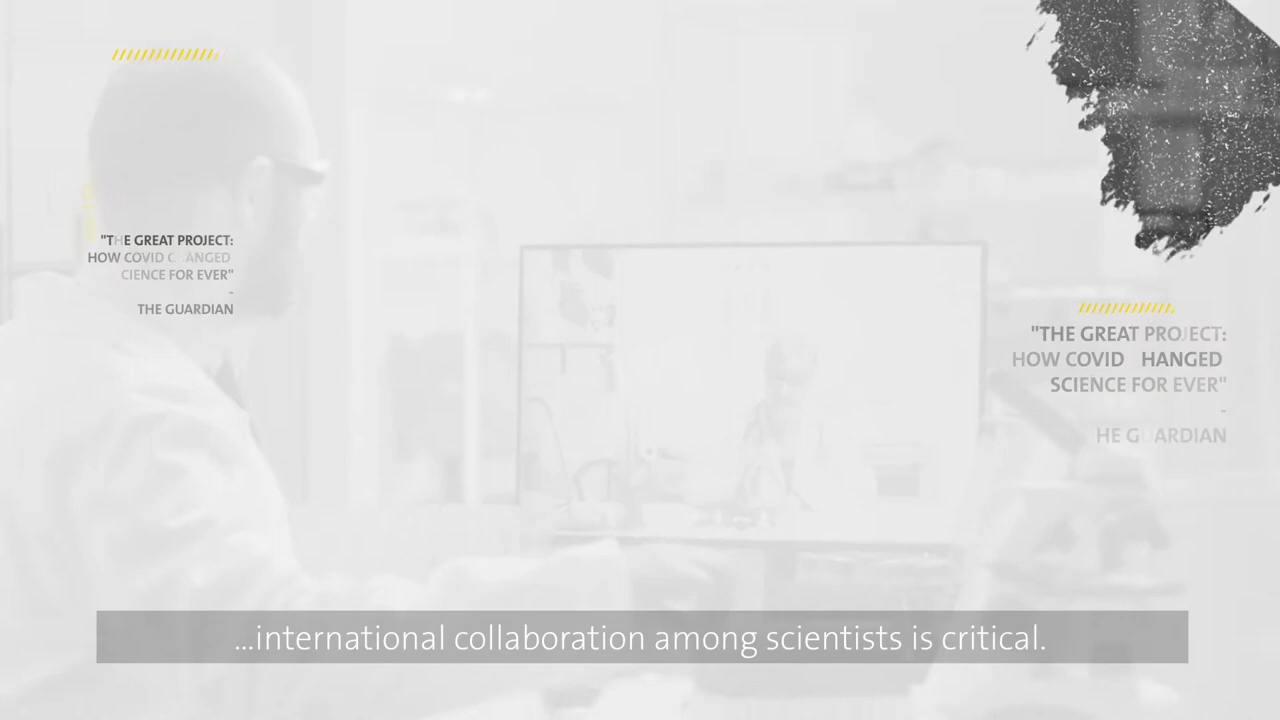 "THE GREAT PROJECT:
HOW COVID C ANGED
CIENCE FOR EVER"
-
THE GUARDIAN
"THE GREAT PROJECT:
HOW COVID HANGED
SCIENCE FOR EVER"
-
HE GUARDIAN
...international collaboration among scientists is critical.